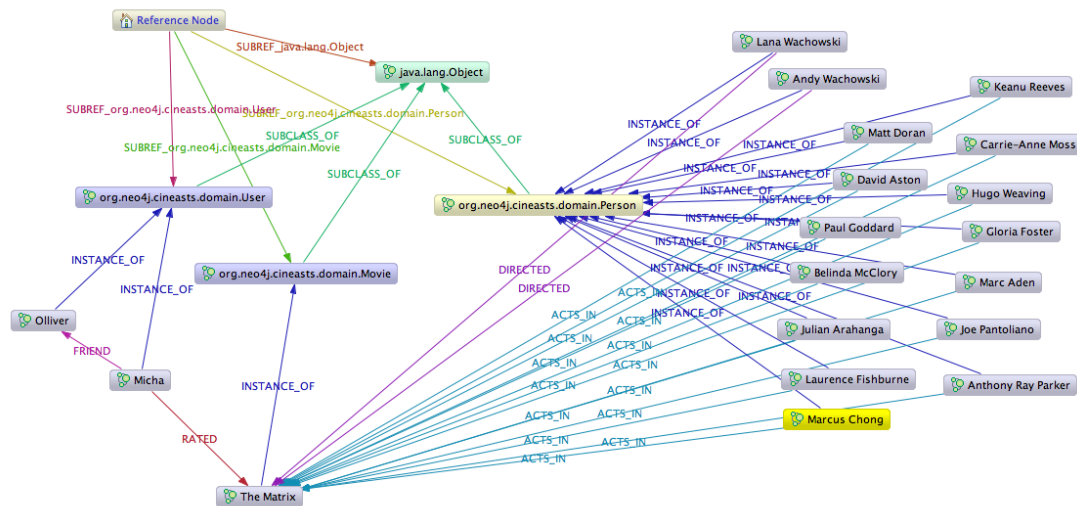 Reference Node
SUBREF_java.lang.Object
java.lang.Object
Lana Wachowski
Andy Wachowski
Keanu Reeves
SUBREF_org.neo4j.cineasts.domain.User
SUBREF_org.neo4j.cineasts.domain.Person
INSTANCE_OF
Matt Doran
SUBCLASS_OF
SUBCLASS_OF
INSTANCE_OF
INSTANCE_OF
Carrie-Anne Moss
SUBREF_org.neo4j.cineasts.domain.Movie
SUBCLASS_OF
INSTANCE_OF
David Aston
org.neo4j.cineasts.domain.User
org.neo4j.cineasts.domain.Person
INSTANCE_OF
INSTANCE_OF
Hugo Weaving
INSTANCE_OF
Paul Goddard
Gloria Foster
INSTANCE_OF
INSTANCE_OF
INSTANCE_OF
org.neo4j.cineasts.domain.Movie
DIRECTED
INSTANCE_OF
Belinda McClory
Marc Aden
INSTANCE_OF
DIRECTED
ACTS_IN
INSTANCE_OF
INSTANCE_OF
Olliver
ACTS_IN
ACTS_IN
INSTANCE_OF
Julian Arahanga
Joe Pantoliano
FRIEND
ACTS_IN
ACTS_IN
ACTS_IN
Micha
INSTANCE_OF
ACTS_IN
ACTS_IN
Laurence Fishburne
Anthony Ray Parker
ACTS_IN
ACTS_IN
ACTS_IN
Marcus Chong
RATED
ACTS_IN
ACTS_IN
ACTS_IN
The Matrix